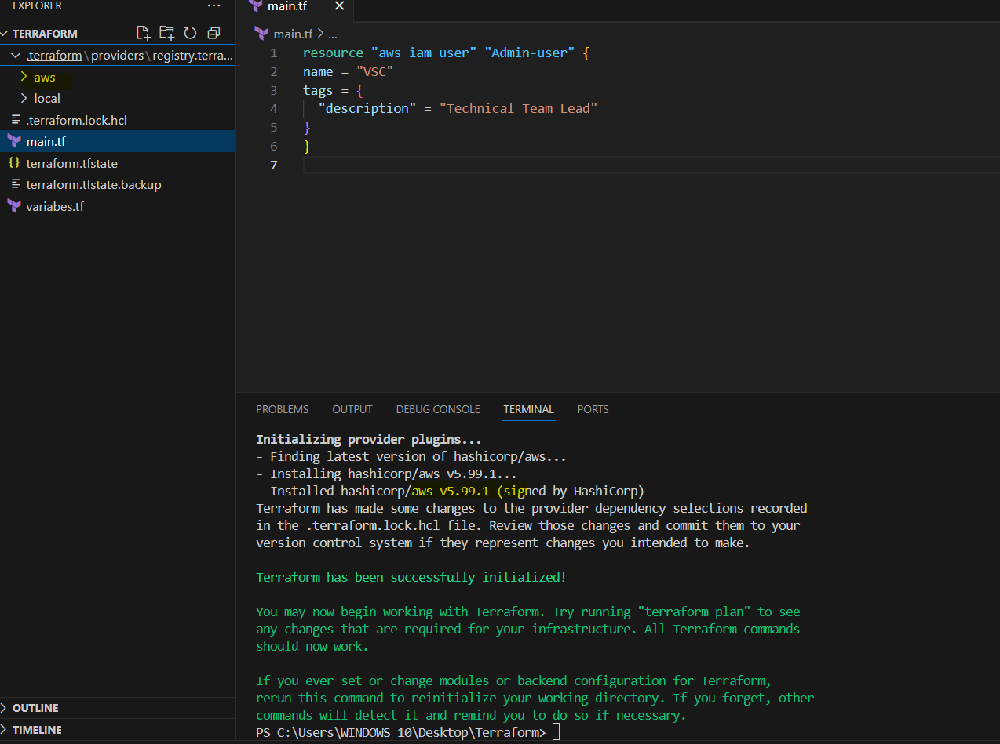 EXPLORER
...
TERRAFORM
.terraform\providers\registry.terra...
aws
local
.terraform.lock.hcl
main.tf
terraform.tfstate
terraform.tfstate.backup
variabes.tf
OUTLINE
TIMELINE
main.tf
main.tf > ...
1 resource "aws_iam_user" "Admin-user" {
2 name = "VSC"
3 tags = {
4   "description" = "Technical Team Lead"
5 }
6 }
7
PROBLEMS OUTPUT DEBUG CONSOLE TERMINAL PORTS
Initializing provider plugins...
- Finding latest version of hashicorp/aws...
- Installing hashicorp/aws v5.99.1...
- Installed hashicorp/aws v5.99.1 (signed by HashiCorp)
Terraform has made some changes to the provider dependency selections recorded
in the .terraform.lock.hcl file. Review those changes and commit them to your
version control system if they represent changes you intended to make.
Terraform has been successfully initialized!
You may now begin working with Terraform. Try running "terraform plan" to see
any changes that are required for your infrastructure. All Terraform commands
should now work.
If you ever set or change modules or backend configuration for Terraform,
rerun this command to reinitialize your working directory. If you forget, other
commands will detect it and remind you to do so if necessary.
PS C:\Users\WINDOWS 10\Desktop\Terraform>